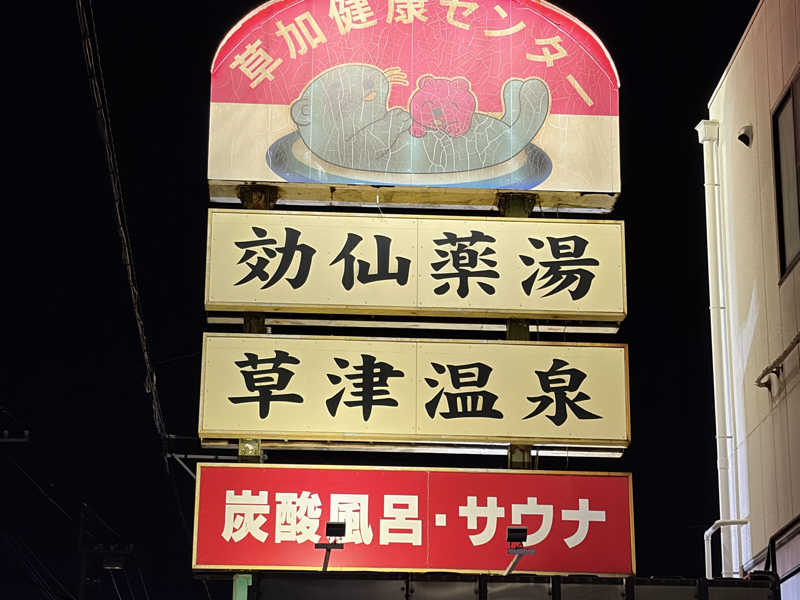 草加健康センター
効仙薬湯
草津温泉
炭酸風呂・サウナ